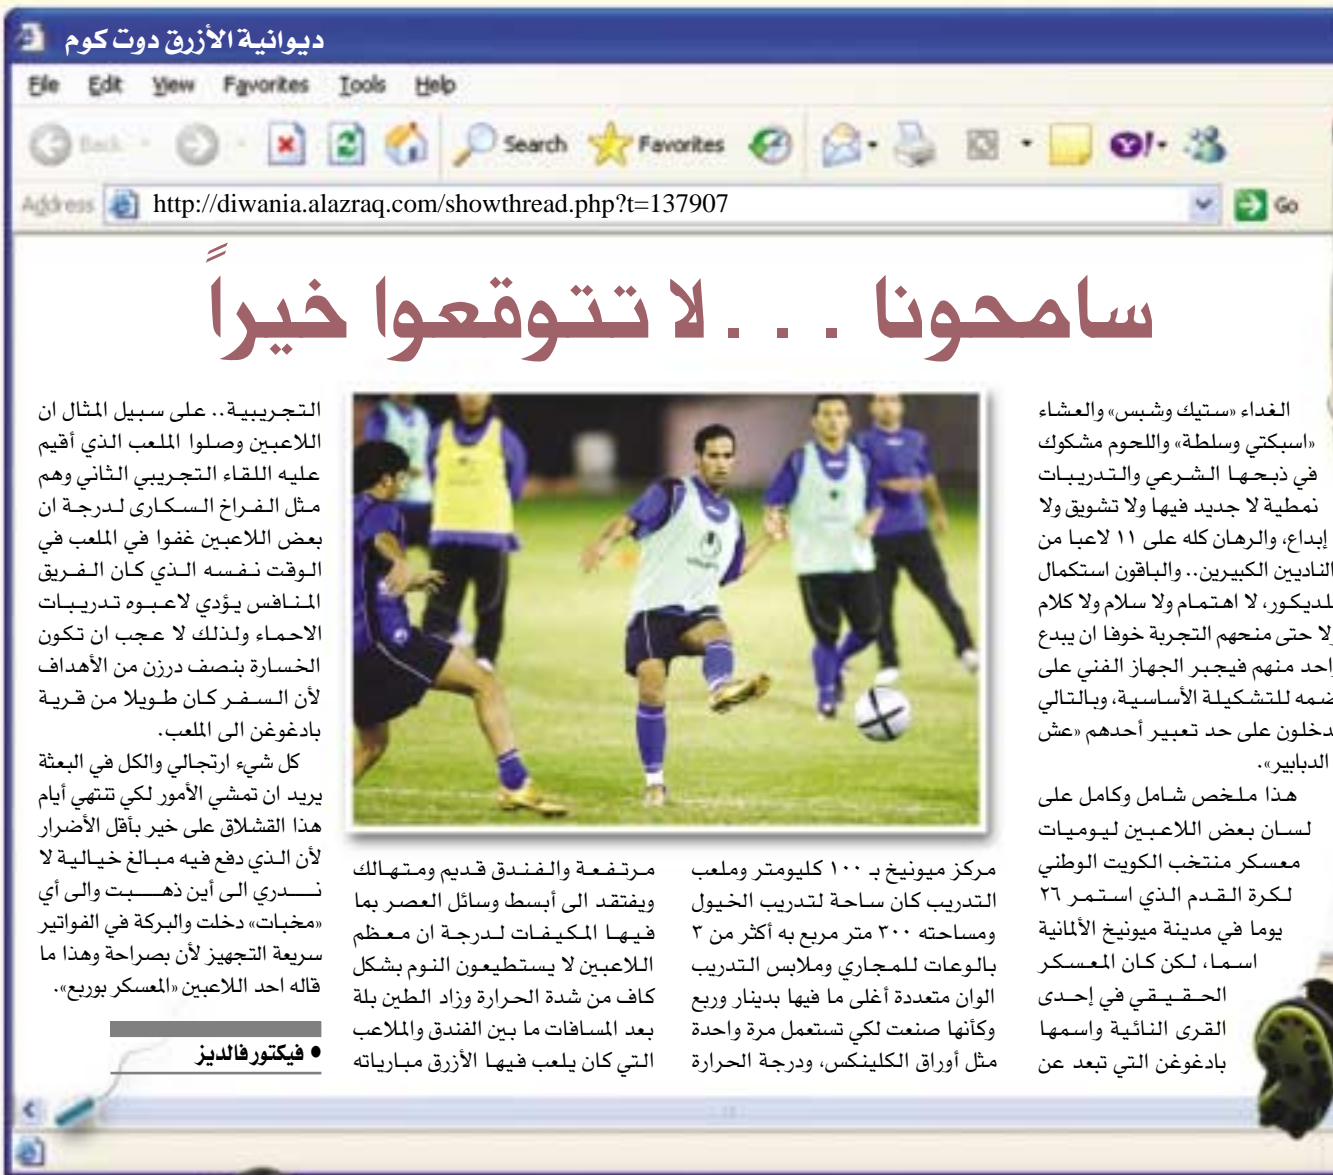 ديوانية الأزرق دوت كوم
File Edit View Favorites Tools Help
Back Search Favorites
Address http://diwania.alazraq.com/showthread.php?t=137907 Go
سامحونا . . . لا تتوقعوا خيراً
الغداء «ستيك وشبس» والعشاء
«اسبكتي وسلطة» واللحوم مشكوك
في ذبحها الشرعي والتدريبات
نمطية لا جديد فيها ولا تشويق ولا
إبداع، والرهان كله على ١١ لاعبا من
الناديين الكبيرين.. والباقون استكمال
للديكور، لا اهتمام ولا سلام ولا كلام
ولا حتى منحهم التجربة خوفا ان يبدع
واحد منهم فيجبر الجهاز الفني على
ضمه للتشكيلة الأساسية، وبالتالي
يدخلون على حد تعبير أحدهم «عش
الدبابير».
هذا ملخص شامل وكامل على
لسان بعض اللاعبين ليوميات
معسكر منتخب الكويت الوطني
لكرة القدم الذي استمر ٢٦
يوما في مدينة ميونيخ الألمانية
اسما، لكن كان المعسكر
الحقيقي في إحدى
القرى النائية واسمها
بادغوغن التي تبعد عن
مركز ميونيخ بـ ١٠٠ كليومتر وملعب
التدريب كان ساحة لتدريب الخيول
ومساحته ٣٠٠ متر مربع به أكثر من ٣
بالوعات للمجاري وملابس التدريب
الوان متعددة أغلى ما فيها بدينار وربع
وكأنها صنعت لكي تستعمل مرة واحدة
مثل أوراق الكلينكس، ودرجة الحرارة
مرتفعة والفندق قديم ومتهالك
ويفتقد الى أبسط وسائل العصر بما
فيها المكيفات لدرجة ان معظم
اللاعبين لا يستطيعون النوم بشكل
كاف من شدة الحرارة وزاد الطين بلة
بعد المسافات ما بين الفندق والملاعب
التي كان يلعب فيها الأزرق مبارياته
التجريبية.. على سبيل المثال ان
اللاعبين وصلوا الملعب الذي أقيم
عليه اللقاء التجريبي الثاني وهم
مثل الفراخ السكارى لدرجة ان
بعض اللاعبين غفوا في الملعب في
الوقت نفسه الذي كان الفريق
المنافس يؤدي لاعبوه تدريبات
الاحماء ولذلك لا عجب ان تكون
الخسارة بنصف درزن من الأهداف
لأن السفر كان طويلا من قرية
بادغوغن الى الملعب.
كل شيء ارتجالي والكل في البعثة
يريد ان تمشي الأمور لكي تنتهي أيام
هذا القشلاق على خير بأقل الأضرار
لأن الذي دفع فيه مبالغ خيالية لا
نـــدري الى أين ذهـــبت والى أي
«مخبات» دخلت والبركة في الفواتير
سريعة التجهيز لأن بصراحة وهذا ما
قاله احد اللاعبين «المعسكر بوربع».
• فيكتور فالديز